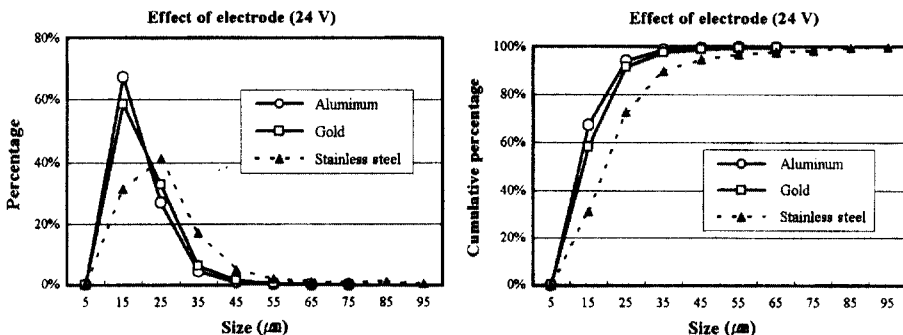 Effect of electrode (24 V)
80%
60%
40%
20%
0%
Percentage
Aluminum
Gold
Stainless steel
5 15 25 35 45 55 65 75 85 95
Size (㎛)
Effect of electrode (24 V)
100%
80%
60%
40%
20%
0%
Cumulative percentage
Aluminum
Gold
Stainless steel
5 15 25 35 45 55 65 75 85 95
Size (㎛)